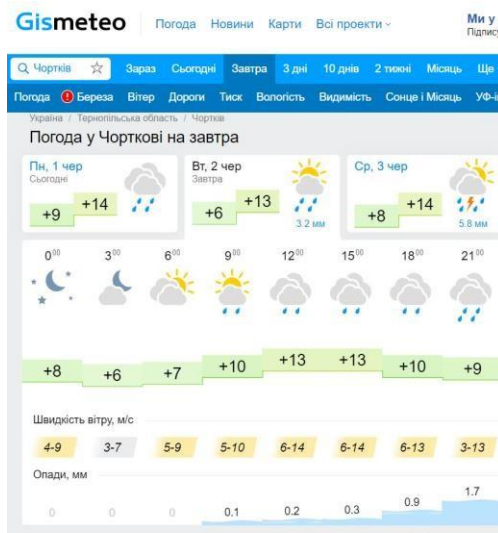 Gismeteo Погода Новини Карти Всі проекти Ми у
Підпису
Чортків Зараз Сьогодні Завтра 3 дні 10 днів 2 тижні Місяць Ще
Погода Береза Вітер Дороги Тиск Вологість Видимість Сонце і Місяць УФ-і
Україна / Тернопільська область / Чортків
Погода у Чорткові на завтра
Пн, 1 чер Вт, 2 чер Ср, 3 чер
Сьогодні Завтра
+9 +14 +6 +13 +8 +14
3.2 мм 5.8 мм
0⁰⁰ 3⁰⁰ 6⁰⁰ 9⁰⁰ 12⁰⁰ 15⁰⁰ 18⁰⁰ 21⁰⁰
+8 +6 +7 +10 +13 +13 +10 +9
Швидкість вітру, м/с
4-9 3-7 5-9 5-10 6-14 6-14 6-13 3-13
Опади, мм
0 0 0 0.1 0.2 0.3 0.9 1.7